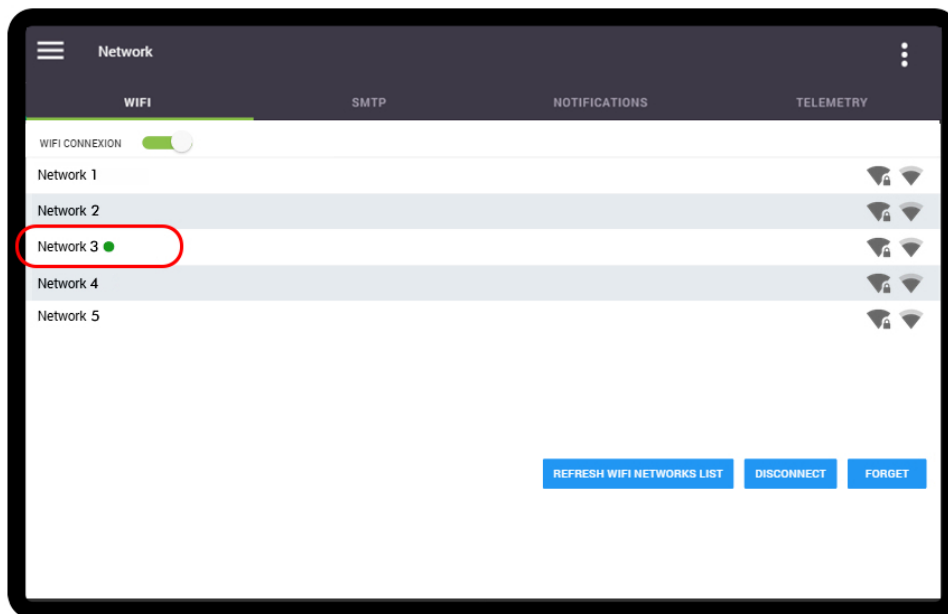 Network
WIFI SMTP NOTIFICATIONS TELEMETRY
WIFI CONNEXION
Network 1
Network 2
Network 3
Network 4
Network 5
REFRESH WIFI NETWORKS LIST DISCONNECT FORGET